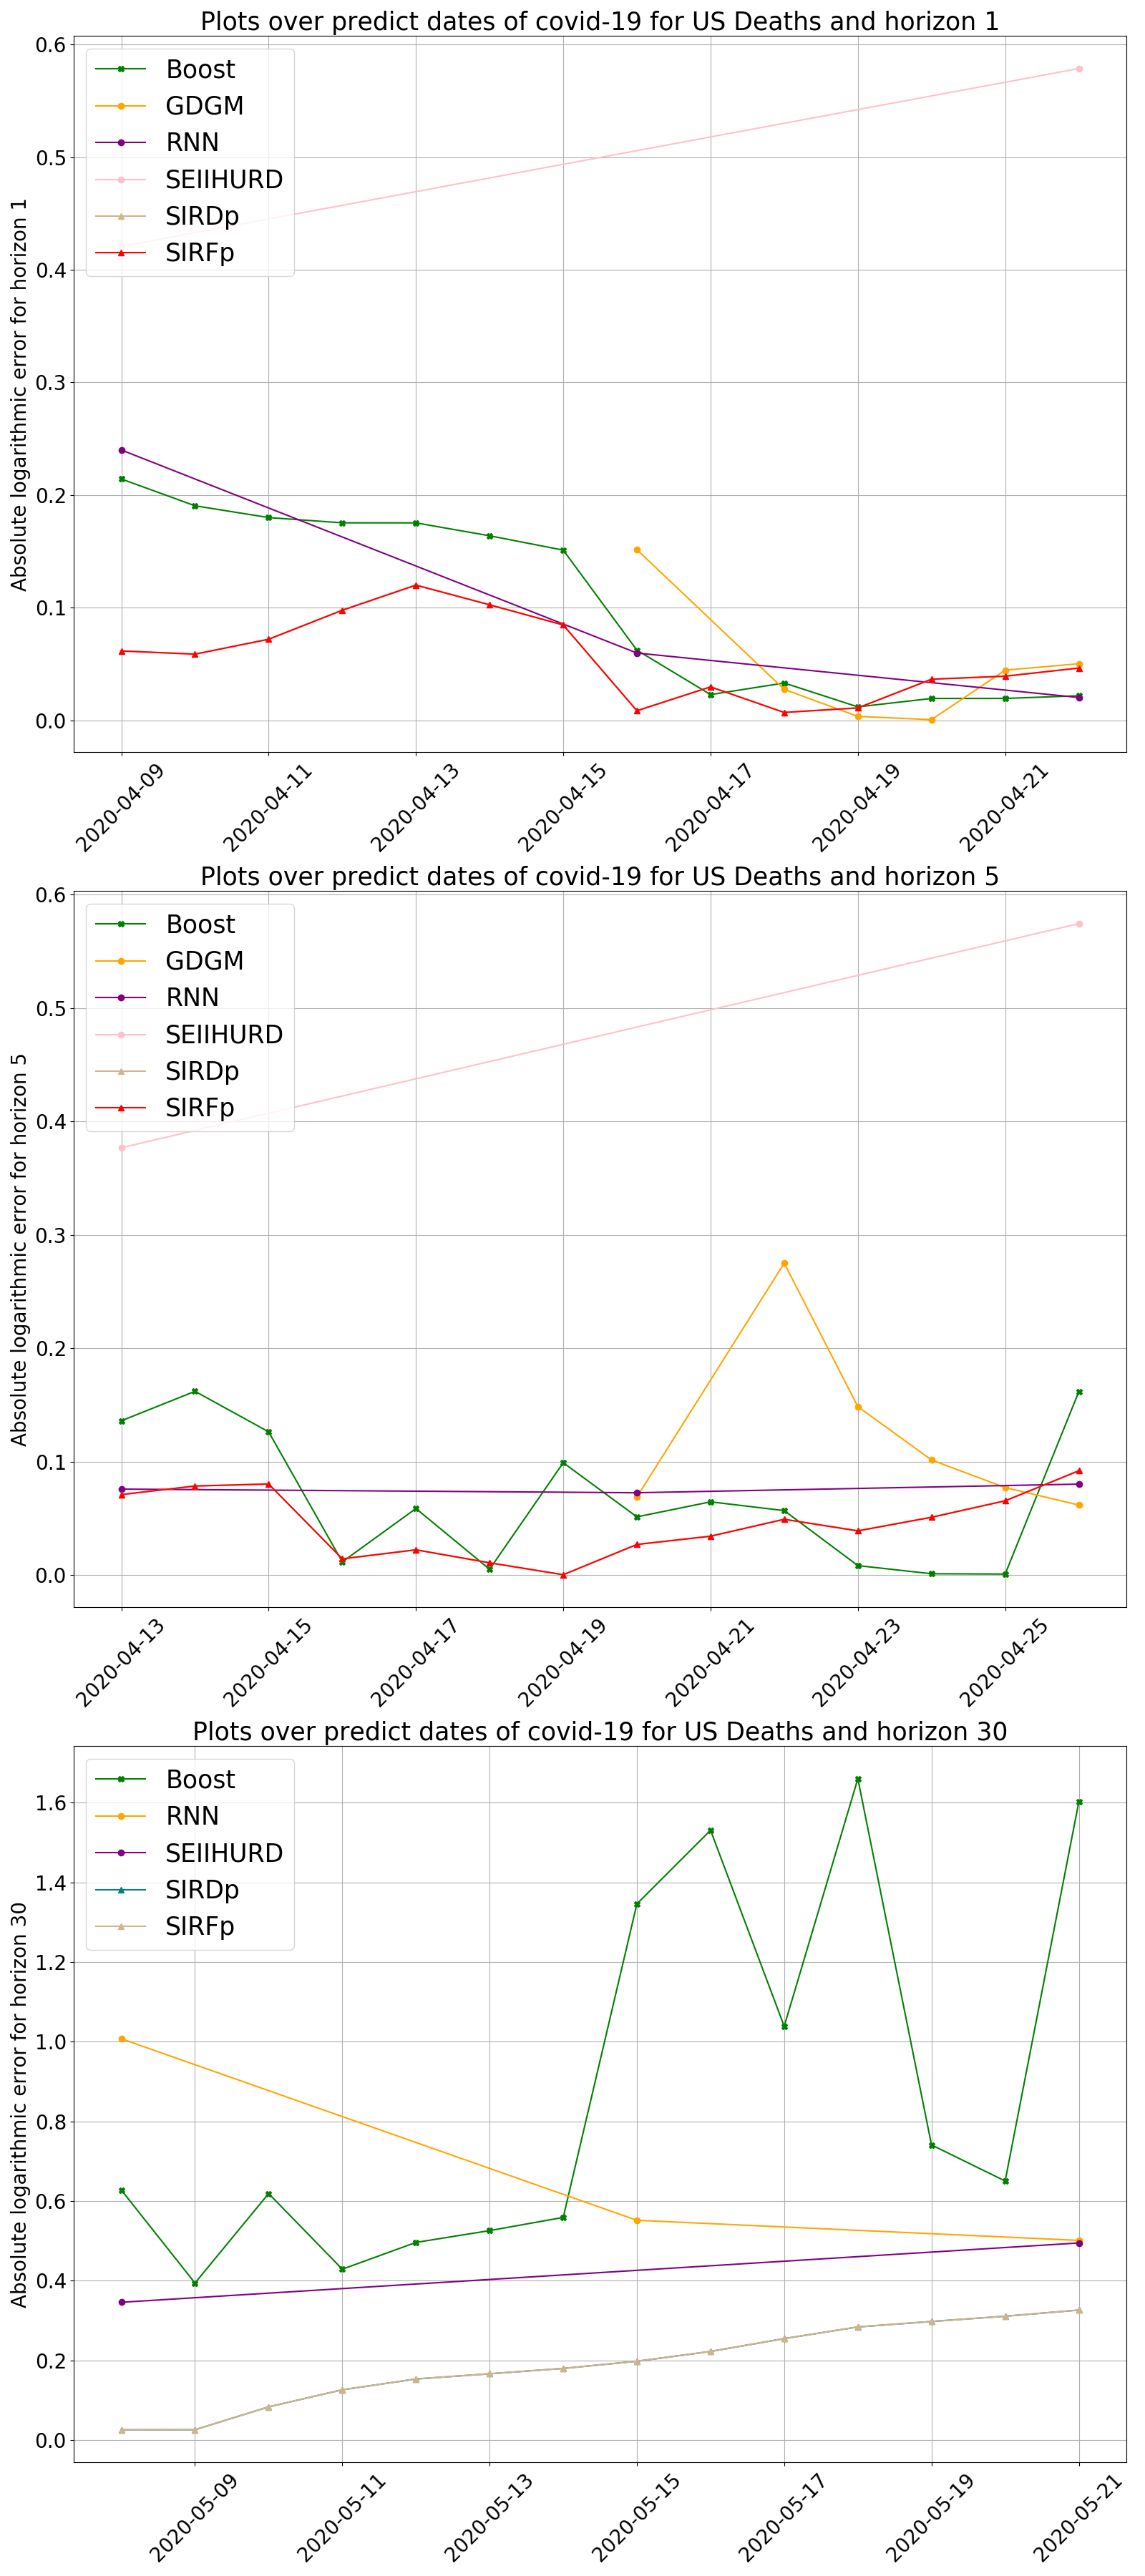 Plots over predict dates of covid-19 for US Deaths and horizon 1
Absolute logarithmic error for horizon 1
0.6
0.5
0.4
0.3
0.2
0.1
0.0
Boost
GDGM
RNN
SEIIHURD
SIRDp
SIRFp
2020-04-09
2020-04-11
2020-04-13
2020-04-15
2020-04-17
2020-04-19
2020-04-21
Plots over predict dates of covid-19 for US Deaths and horizon 5
Absolute logarithmic error for horizon 5
0.6
0.5
0.4
0.3
0.2
0.1
0.0
Boost
GDGM
RNN
SEIIHURD
SIRDp
SIRFp
2020-04-13
2020-04-15
2020-04-17
2020-04-19
2020-04-21
2020-04-23
2020-04-25
Plots over predict dates of covid-19 for US Deaths and horizon 30
Absolute logarithmic error for horizon 30
1.6
1.4
1.2
1.0
0.8
0.6
0.4
0.2
0.0
Boost
RNN
SEIIHURD
SIRDp
SIRFp
2020-05-09
2020-05-11
2020-05-13
2020-05-15
2020-05-17
2020-05-19
2020-05-21